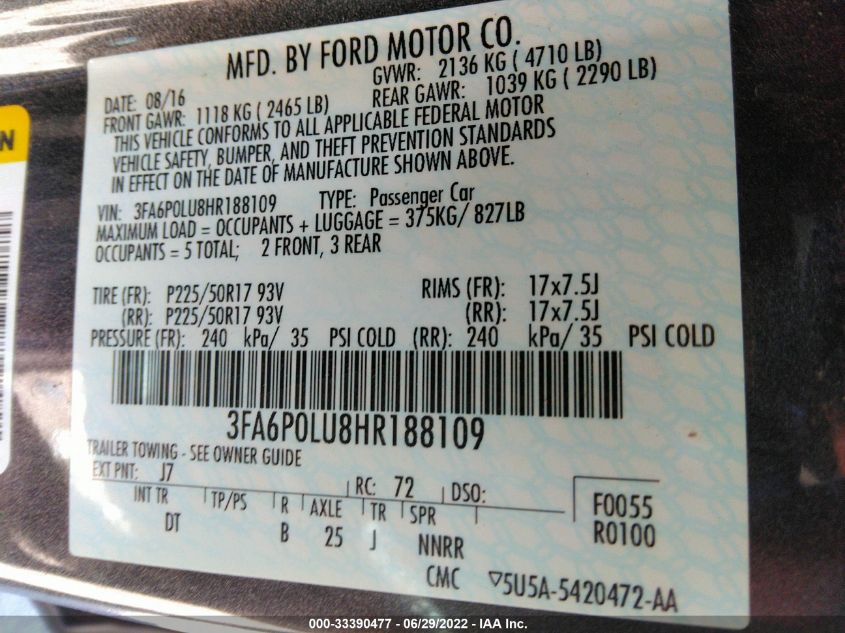 MFD. BY FORD MOTOR CO.
DATE: 08/16 GVWR: 2136 KG ( 4710 LB)
FRONT GAWR: 1118 KG ( 2465 LB) REAR GAWR: 1039 KG ( 2290 LB)
THIS VEHICLE CONFORMS TO ALL APPLICABLE FEDERAL MOTOR
VEHICLE SAFETY, BUMPER, AND THEFT PREVENTION STANDARDS
IN EFFECT ON THE DATE OF MANUFACTURE SHOWN ABOVE.
VIN: 3FA6P0LU8HR188109 TYPE: Passenger Car
MAXIMUM LOAD = OCCUPANTS + LUGGAGE = 375KG/ 827LB
OCCUPANTS = 5 TOTAL; 2 FRONT, 3 REAR
TIRE (FR): P225/50R17 93V RIMS (FR): 17x7.5J
(RR): P225/50R17 93V (RR): 17x7.5J
PRESSURE (FR): 240 kPa/ 35 PSI COLD (RR): 240 kPa/ 35 PSI COLD
3FA6P0LU8HR188109
TRAILER TOWING - SEE OWNER GUIDE
EXT PNT: J7 RC: 72 DSO:
INT TR TP/PS R AXLE TR SPR F0055
DT B 25 J NNRR R0100
CMC ▽5U5A-5420472-AA
N
000-33390477 - 06/29/2022 - IAA Inc.